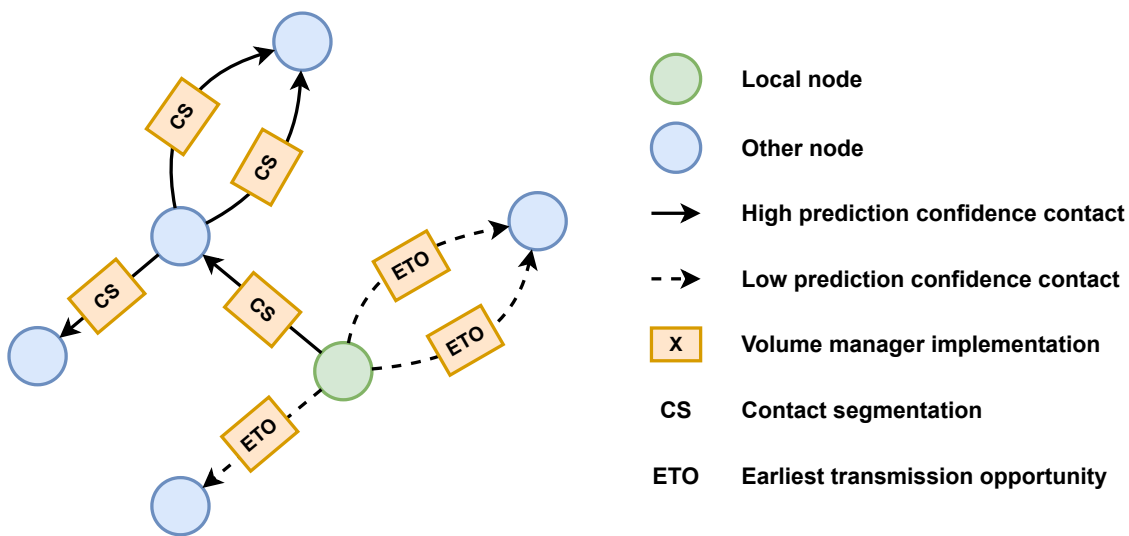 CS
CS
CS
CS
ETO
ETO
ETO
Local node
Other node
High prediction confidence contact
Low prediction confidence contact
X Volume manager implementation
CS Contact segmentation
ETO Earliest transmission opportunity